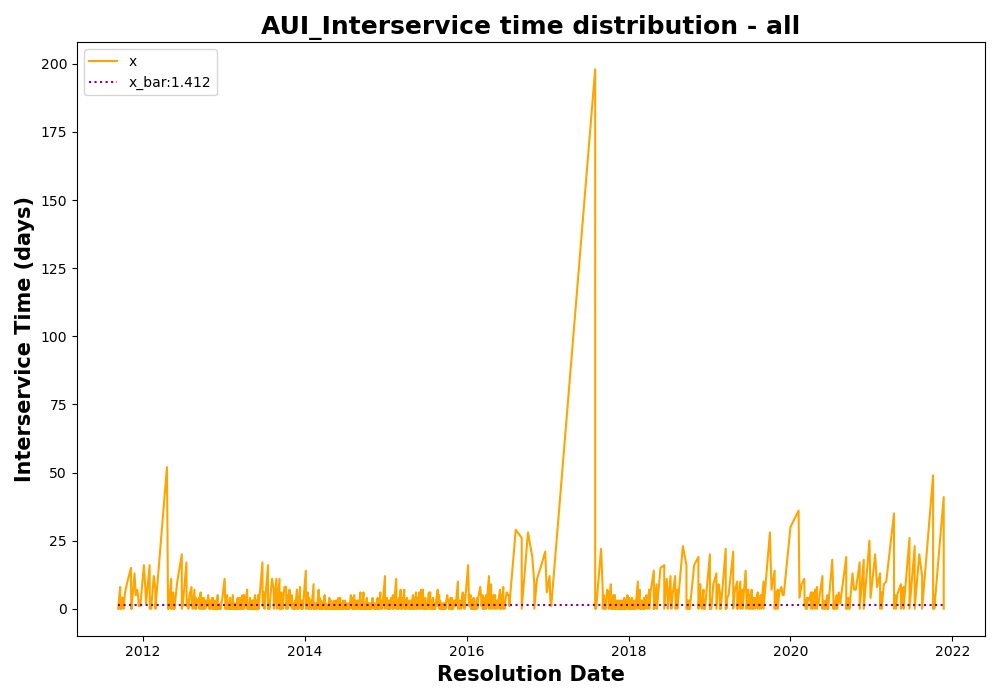 AUI_Interservice time distribution - all
x
x_bar:1.412
200
175
150
125
100
75
50
25
0
Interservice Time (days)
2012 2014 2016 2018 2020 2022
Resolution Date